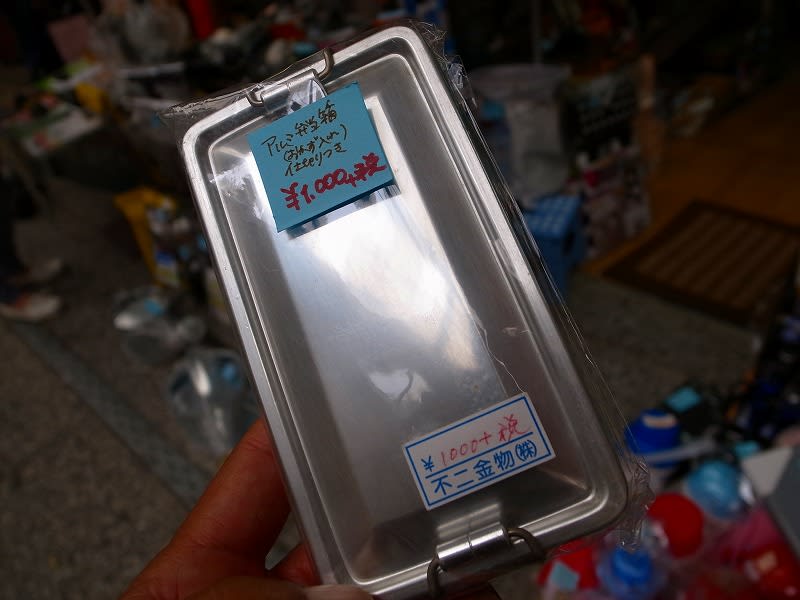 アルミ弁当箱
(おかず入れ)
仕切りつき
¥1.000+税
¥1000+税
不二金物(株)